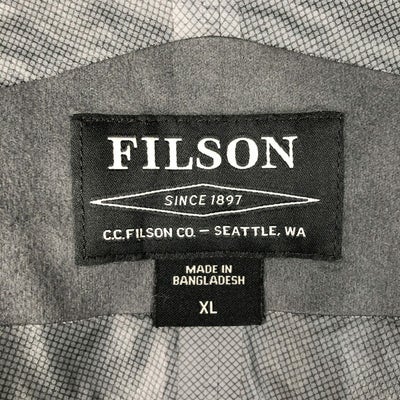 FILSON
SINCE 1897
C.C.FILSON CO. – SEATTLE, WA
MADE IN
BANGLADESH
XL